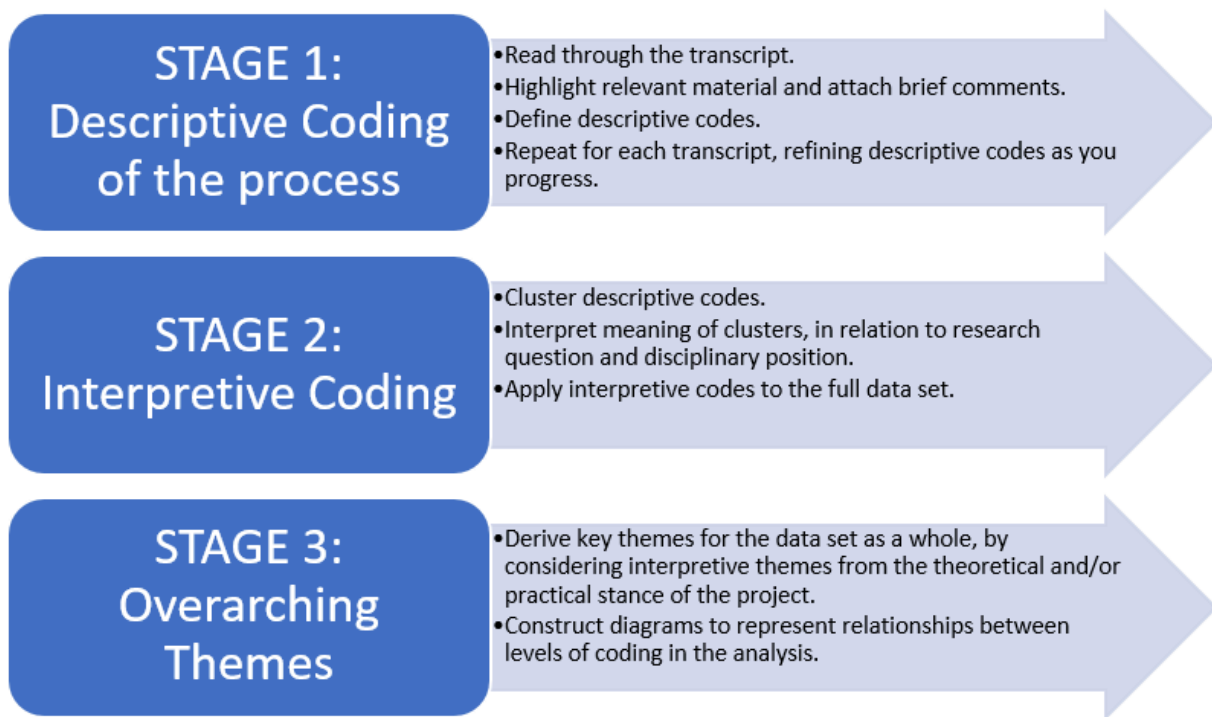 STAGE 1:
Descriptive Coding
of the process
•Read through the transcript.
•Highlight relevant material and attach brief comments.
•Define descriptive codes.
•Repeat for each transcript, refining descriptive codes as you
progress.
STAGE 2:
Interpretive Coding
•Cluster descriptive codes.
•Interpret meaning of clusters, in relation to research
question and disciplinary position.
•Apply interpretive codes to the full data set.
STAGE 3:
Overarching
Themes
•Derive key themes for the data set as a whole, by
considering interpretive themes from the theoretical and/or
practical stance of the project.
•Construct diagrams to represent relationships between
levels of coding in the analysis.